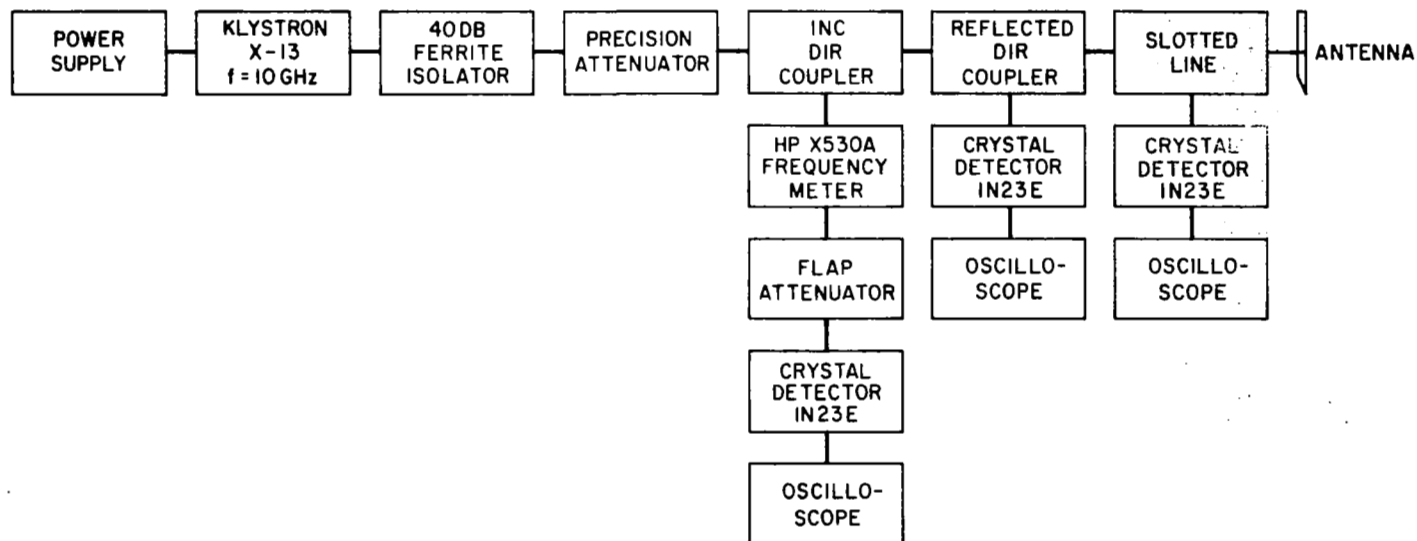 POWER
SUPPLY
KLYSTRON
X-13
f = 10 GHz
40 DB
FERRITE
ISOLATOR
PRECISION
ATTENUATOR
INC
DIR
COUPLER
REFLECTED
DIR
COUPLER
SLOTTED
LINE
ANTENNA
HP X530A
FREQUENCY
METER
CRYSTAL
DETECTOR
IN23E
CRYSTAL
DETECTOR
IN23E
FLAP
ATTENUATOR
OSCILLO-
SCOPE
OSCILLO-
SCOPE
CRYSTAL
DETECTOR
IN23E
OSCILLO-
SCOPE